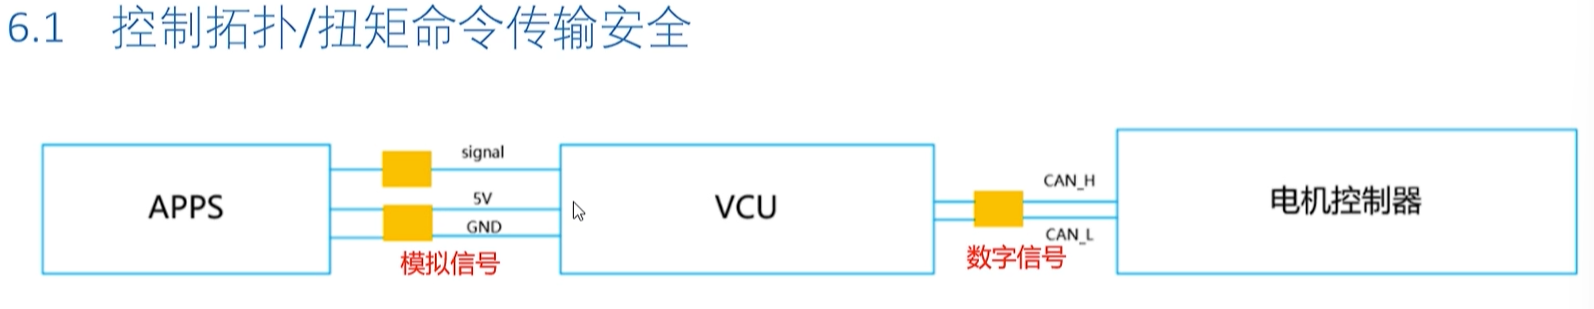 6.1 控制拓扑/扭矩命令传输安全
APPS
signal
5V
GND
模拟信号
VCU
CAN_H
CAN_L
数字信号
电机控制器